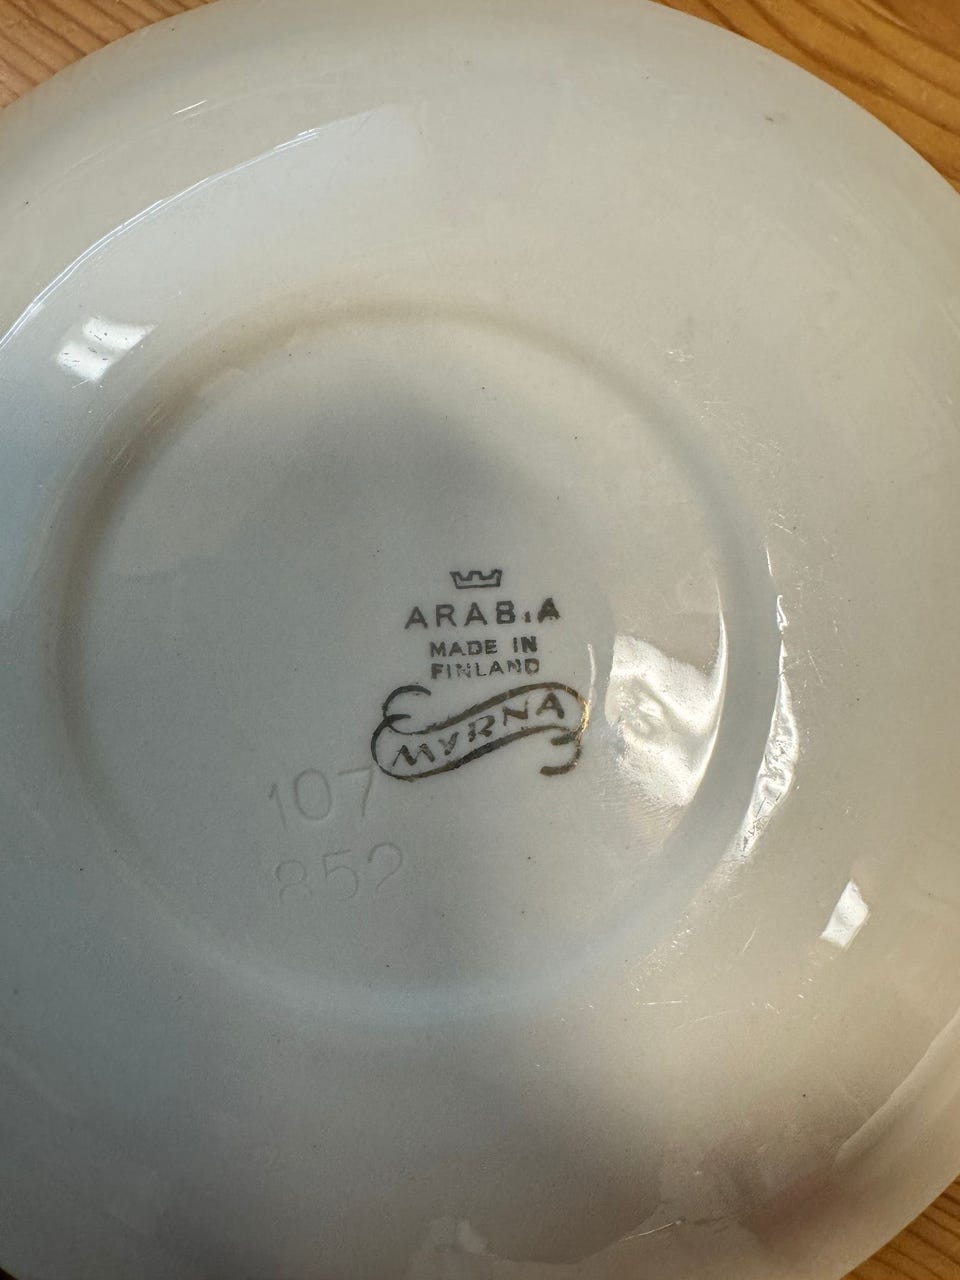 ARABIA
MADE IN
FINLAND
MYRNA
107
852